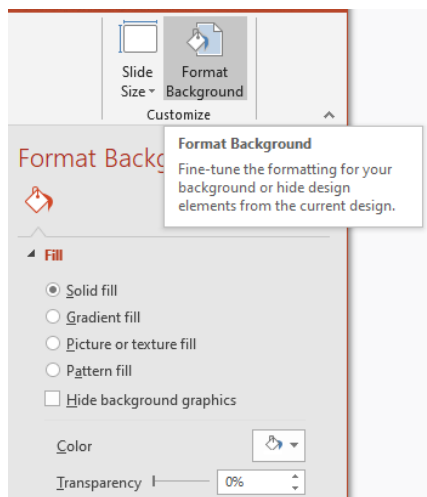 Slide Format
Size Background
Customize
Format Background
Fine-tune the formatting for your
background or hide design
elements from the current design.
Format Backg
Fill
Solid fill
Gradient fill
Picture or texture fill
Pattern fill
Hide background graphics
Color
Transparency 0%